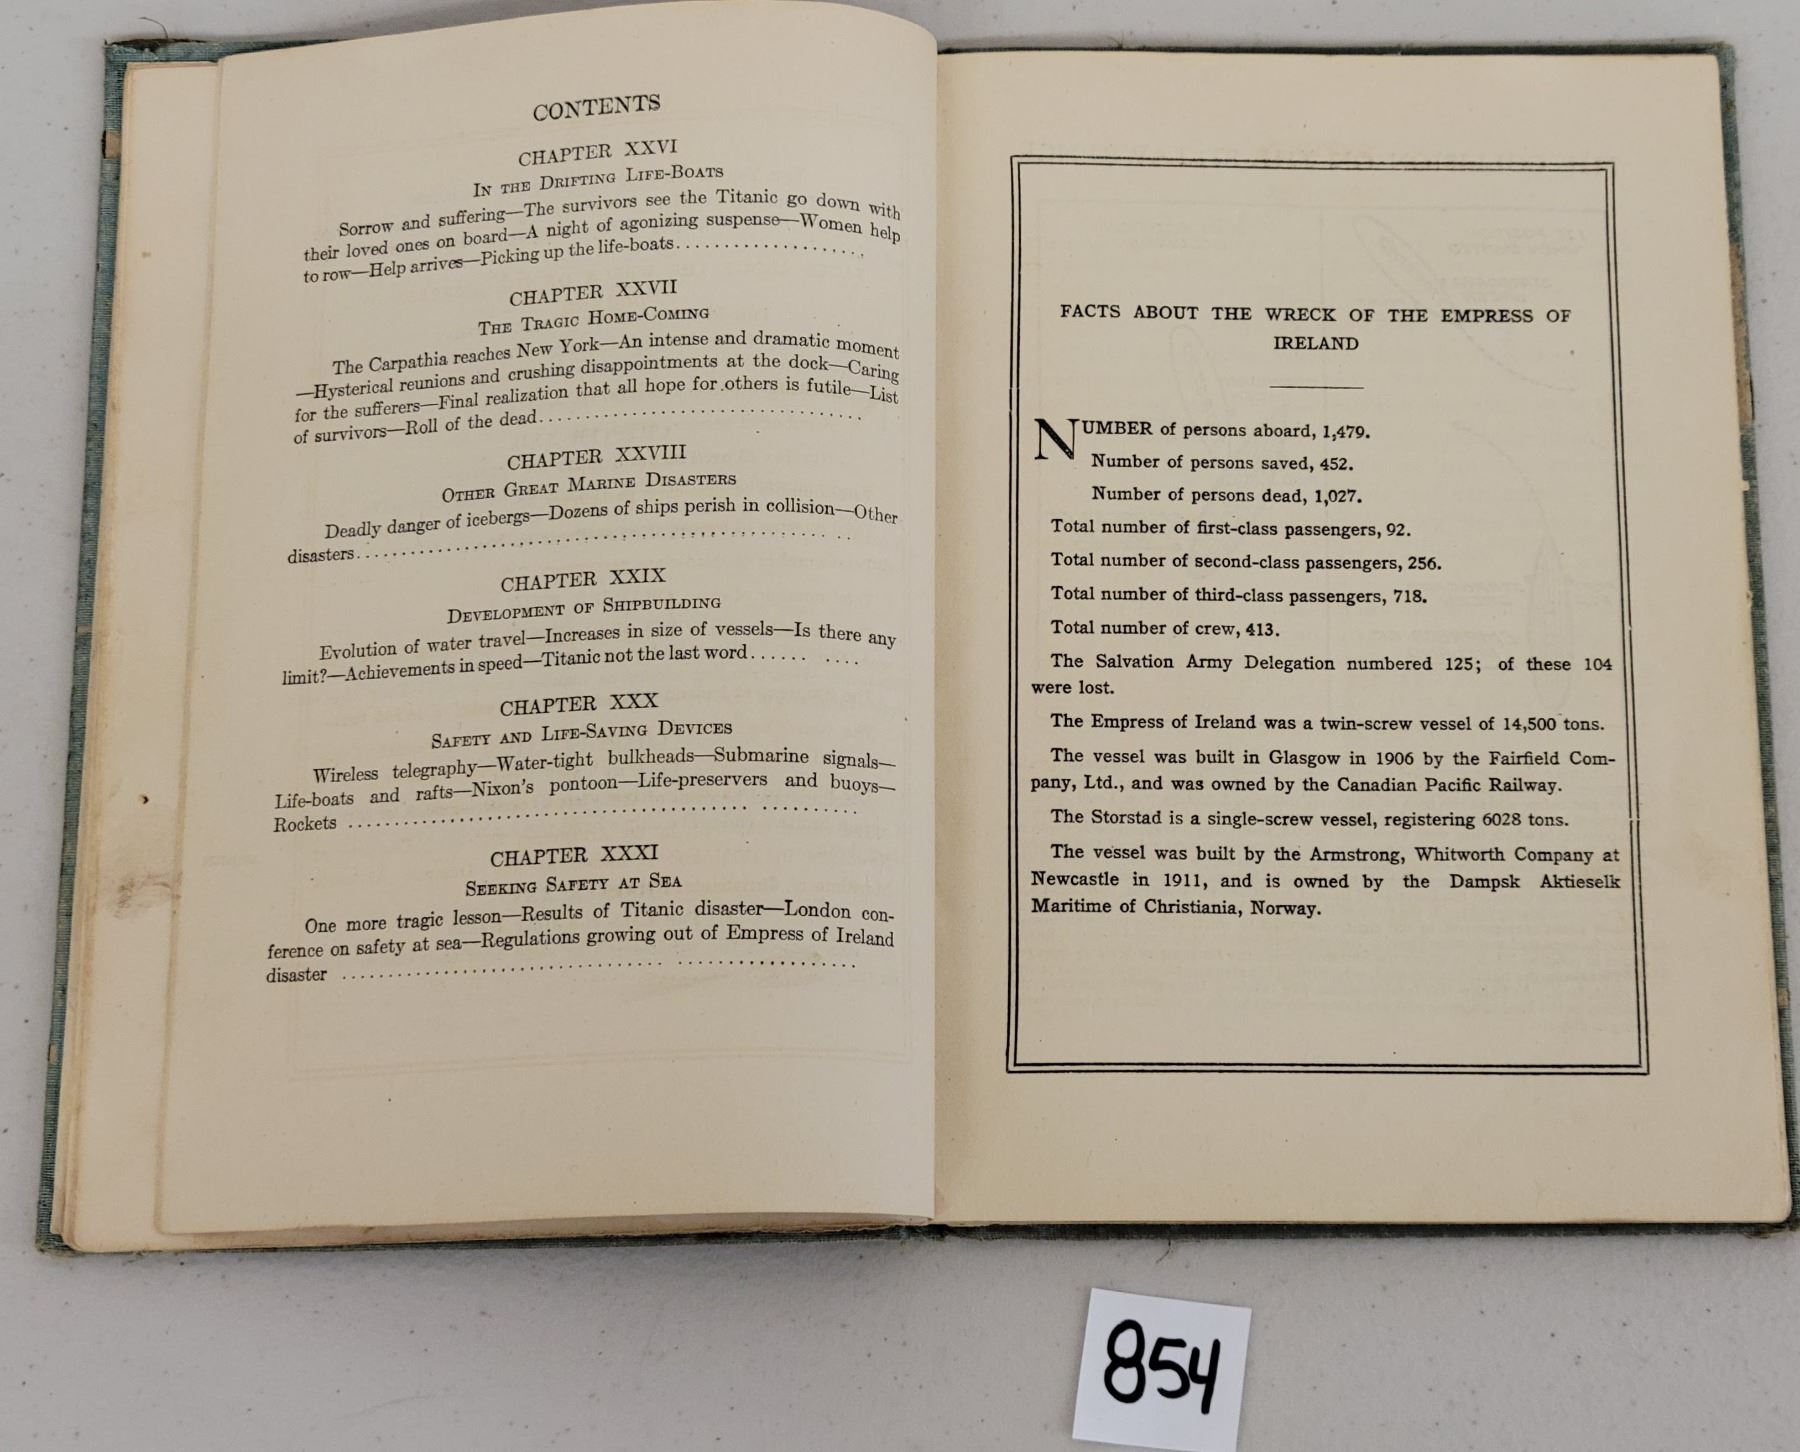 CONTENTS
CHAPTER XXVI
In the Drifting Life-Boats
Sorrow and suffering—The survivors see the Titanic go down with
their loved ones on board—A night of agonizing suspense—Women help
to row—Help arrives—Picking up the life-boats....................
CHAPTER XXVII
The Tragic Home-Coming
The Carpathia reaches New York—An intense and dramatic moment
—Hysterical reunions and crushing disappointments at the dock—Caring
for the sufferers—Final realization that all hope for others is futile—List
of survivors—Roll of the dead..................................
CHAPTER XXVIII
Other Great Marine Disasters
Deadly danger of icebergs—Dozens of ships perish in collision—Other
disasters......................................................
CHAPTER XXIX
Development of Shipbuilding
Evolution of water travel—Increases in size of vessels—Is there any
limit?—Achievements in speed—Titanic not the last word...... ....
CHAPTER XXX
Safety and Life-Saving Devices
Wireless telegraphy—Water-tight bulkheads—Submarine signals—
Life-boats and rafts—Nixon's pontoon—Life-preservers and buoys—
Rockets ......................................................
CHAPTER XXXI
Seeking Safety at Sea
One more tragic lesson—Results of Titanic disaster—London con-
ference on safety at sea—Regulations growing out of Empress of Ireland
disaster ......................................................
FACTS ABOUT THE WRECK OF THE EMPRESS OF
IRELAND
NUMBER of persons aboard, 1,479.
Number of persons saved, 452.
Number of persons dead, 1,027.
Total number of first-class passengers, 92.
Total number of second-class passengers, 256.
Total number of third-class passengers, 718.
Total number of crew, 413.
The Salvation Army Delegation numbered 125; of these 104
were lost.
The Empress of Ireland was a twin-screw vessel of 14,500 tons.
The vessel was built in Glasgow in 1906 by the Fairfield Com-
pany, Ltd., and was owned by the Canadian Pacific Railway.
The Storstad is a single-screw vessel, registering 6028 tons.
The vessel was built by the Armstrong, Whitworth Company at
Newcastle in 1911, and is owned by the Dampsk Aktieselk
Maritime of Christiania, Norway.
854